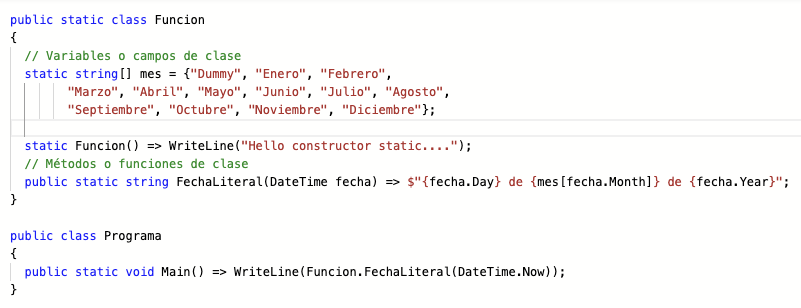 public static class Funcion
{
// Variables o campos de clase
static string[] mes = {"Dummy", "Enero", "Febrero",
"Marzo", "Abril", "Mayo", "Junio", "Julio", "Agosto",
"Septiembre", "Octubre", "Noviembre", "Diciembre"};
static Funcion() => WriteLine("Hello constructor static....");
// Métodos o funciones de clase
public static string FechaLiteral(DateTime fecha) => $"{fecha.Day} de {mes[fecha.Month]} de {fecha.Year}";
}
public class Programa
{
public static void Main() => WriteLine(Funcion.FechaLiteral(DateTime.Now));
}